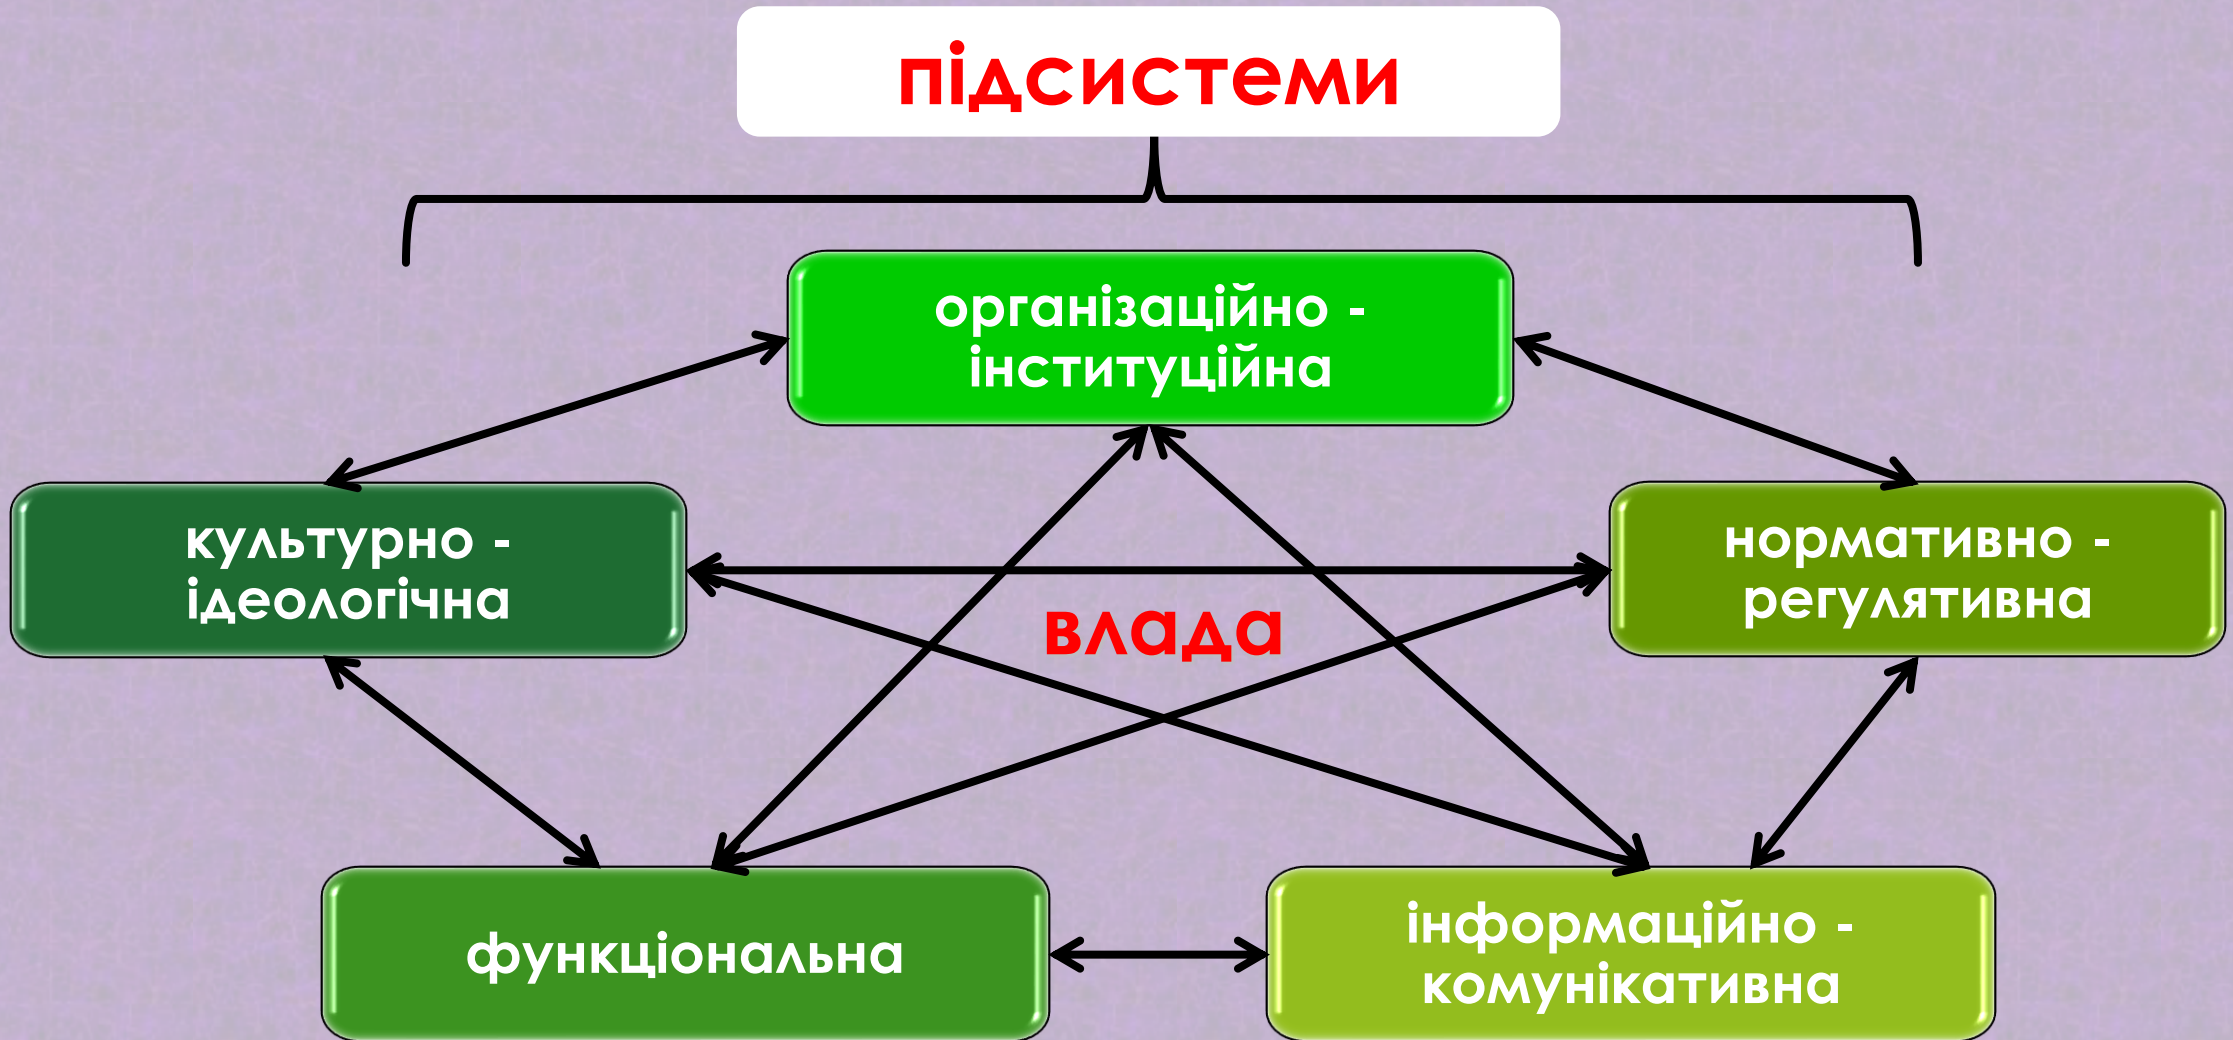 підсистеми
організаційно -
інституційна
культурно -
ідеологічна
нормативно -
регулятивна
влада
функціональна
інформаційно -
комунікативна